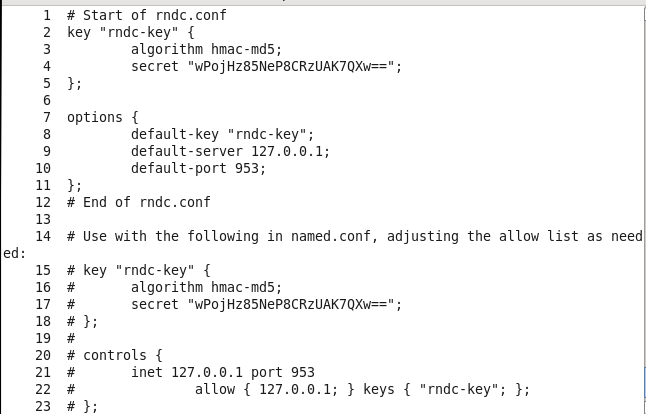 1 # Start of rndc.conf
2 key "rndc-key" {
3 algorithm hmac-md5;
4 secret "wPojHz85NeP8CRzUAK7QXw==";
5 };
6
7 options {
8 default-key "rndc-key";
9 default-server 127.0.0.1;
10 default-port 953;
11 };
12 # End of rndc.conf
13
14 # Use with the following in named.conf, adjusting the allow list as need
ed:
15 # key "rndc-key" {
16 # algorithm hmac-md5;
17 # secret "wPojHz85NeP8CRzUAK7QXw==";
18 # };
19 #
20 # controls {
21 # inet 127.0.0.1 port 953
22 # allow { 127.0.0.1; } keys { "rndc-key"; };
23 # };